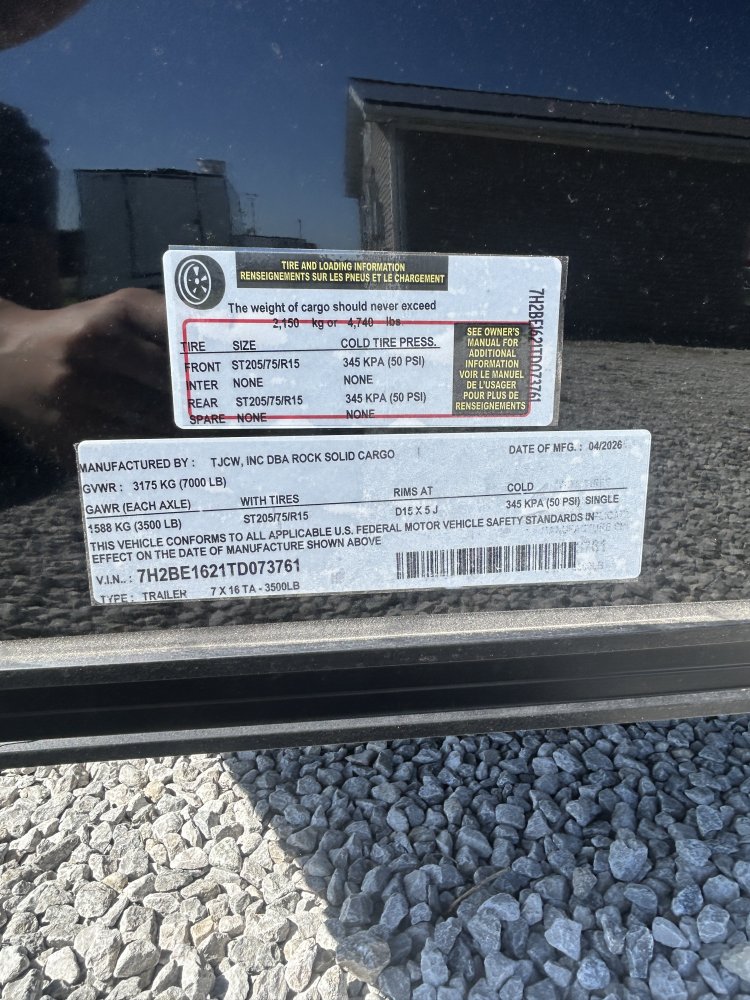 TIRE AND LOADING INFORMATION
RENSEIGNEMENTS SUR LES PNEUS ET LE CHARGEMENT
The weight of cargo should never exceed
2,150 kg or 4,740 lbs.
TIRE SIZE COLD TIRE PRESS.
FRONT ST205/75/R15 345 KPA (50 PSI)
INTER NONE NONE
REAR ST205/75/R15 345 KPA (50 PSI)
SPARE NONE NONE
SEE OWNER'S
MANUAL FOR
ADDITIONAL
INFORMATION
VOIR LE MANUEL
DE L'USAGER
POUR PLUS DE
RENSEIGNEMENTS
7H2BE1621TD073761
MANUFACTURED BY : TJCW, INC DBA ROCK SOLID CARGO DATE OF MFG. : 04/2026
GVWR : 3175 KG (7000 LB)
GAWR (EACH AXLE) WITH TIRES RIMS AT COLD
1588 KG (3500 LB) ST205/75/R15 D15 X 5 J 345 KPA (50 PSI) SINGLE
THIS VEHICLE CONFORMS TO ALL APPLICABLE U.S. FEDERAL MOTOR VEHICLE SAFETY STANDARDS IN
EFFECT ON THE DATE OF MANUFACTURE SHOWN ABOVE
V.I.N.. : 7H2BE1621TD073761
TYPE : TRAILER 7 X 16 TA - 3500LB